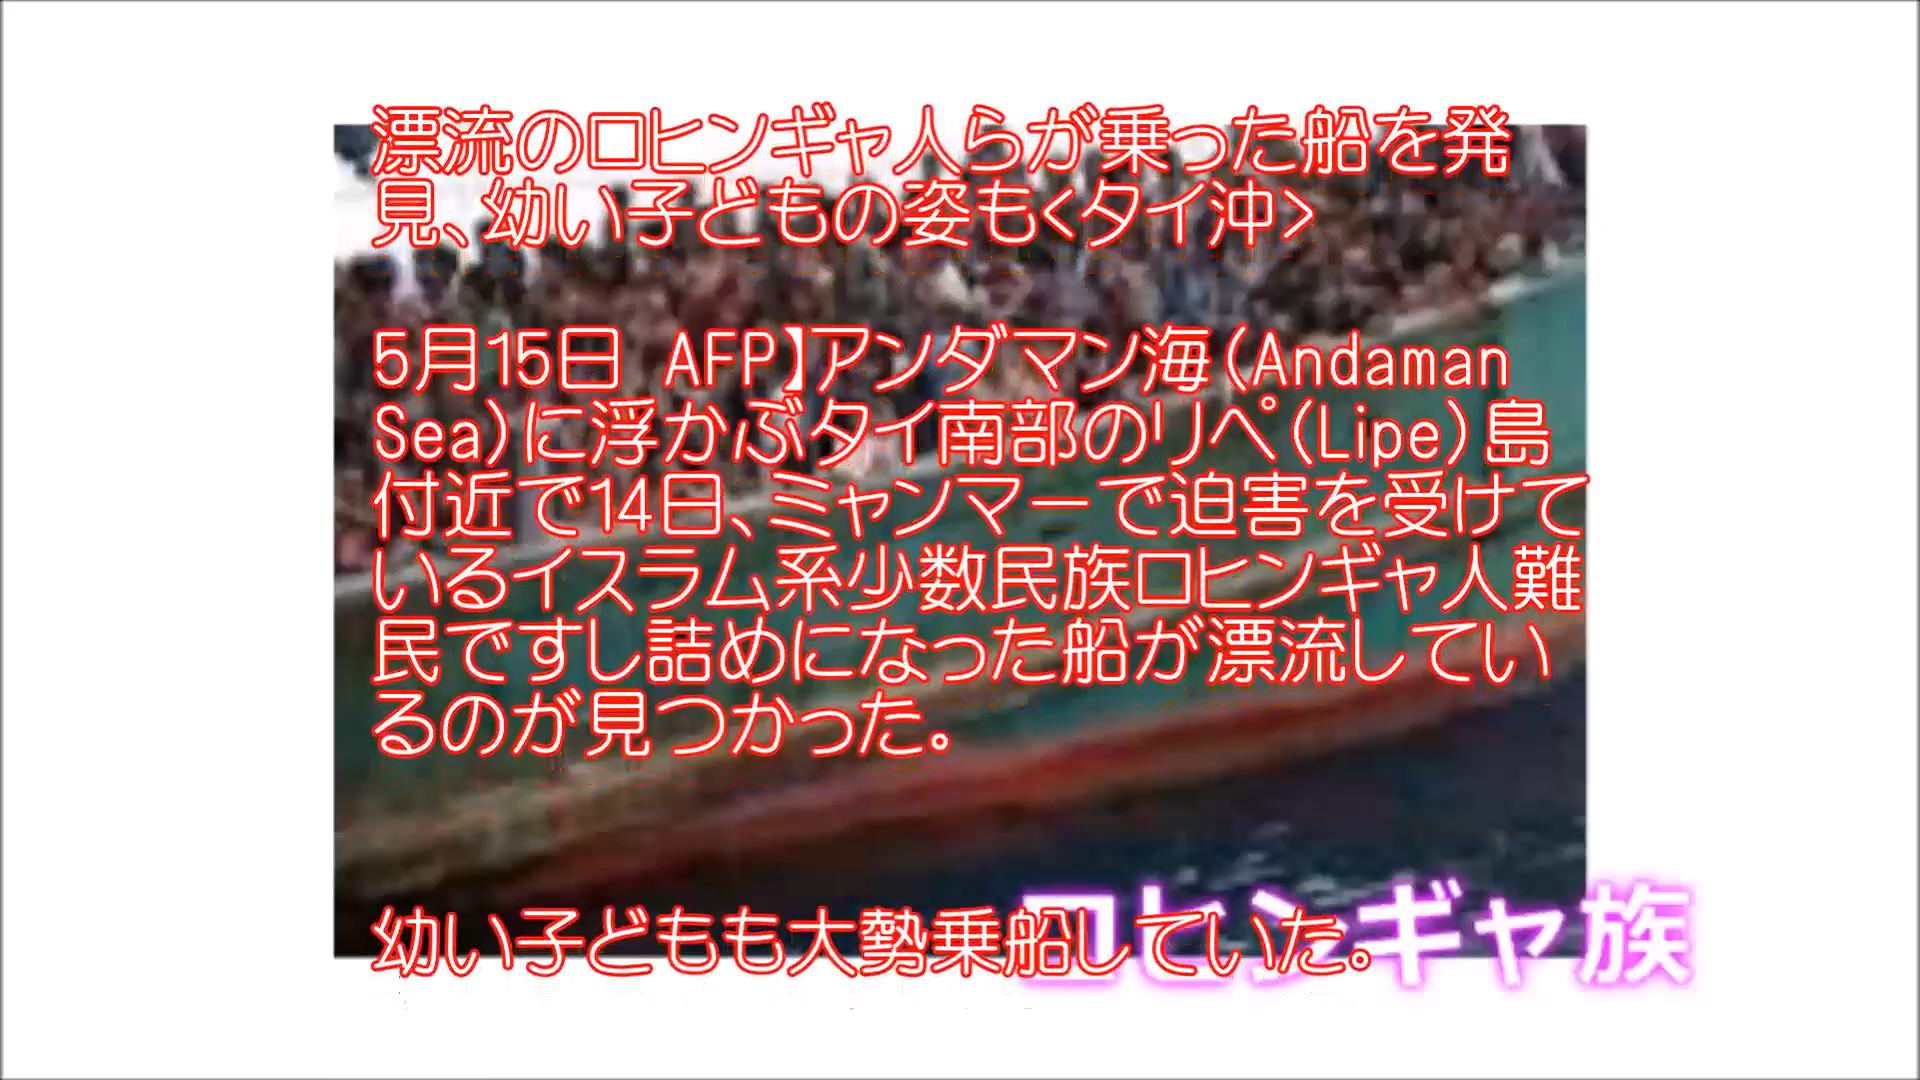 漂流のロヒンギャ人らが乗った船を発
見、幼い子どもの姿も<タイ沖>
5月15日 AFP】アンダマン海(Andaman
Sea)に浮かぶタイ南部のリペ(Lipe)島
付近で14日、ミャンマーで迫害を受けて
いるイスラム系少数民族ロヒンギャ人難
民ですし詰めになった船が漂流してい
るのが見つかった。
幼い子どもも大勢乗船していた。
ロヒンギャ族